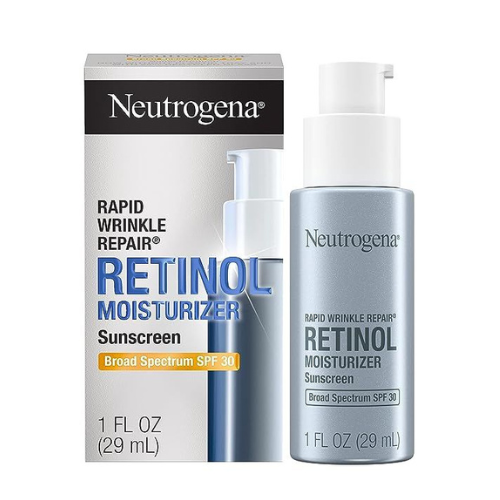 Neutrogena®
RAPID
WRINKLE
REPAIR®
RETINOL
MOISTURIZER
Sunscreen
Broad Spectrum SPF 30
1 FL OZ
(29 mL)
Neutrogena®
RAPID WRINKLE REPAIR®
RETINOL
MOISTURIZER
Sunscreen
Broad Spectrum SPF 30
1 FL OZ (29 mL)